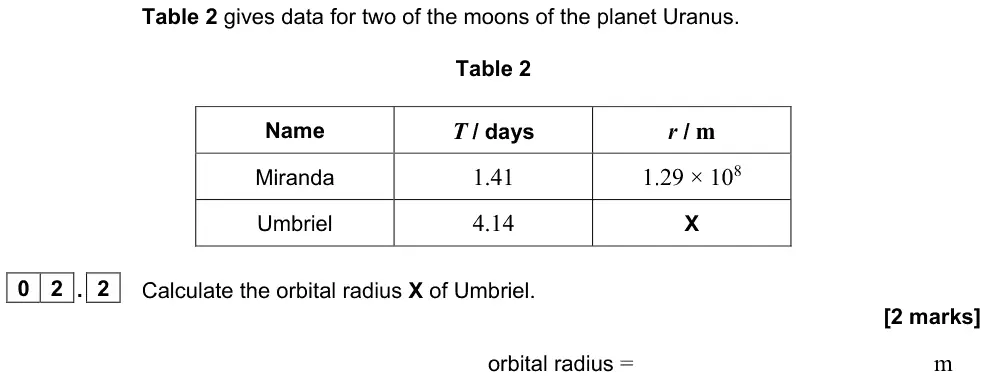 Table 2 gives data for two of the moons of the planet Uranus.
Table 2
Name T / days r / m
Miranda 1.41 1.29 × 10⁸
Umbriel 4.14 X
0 2 . 2 Calculate the orbital radius X of Umbriel.
[2 marks]
orbital radius = m